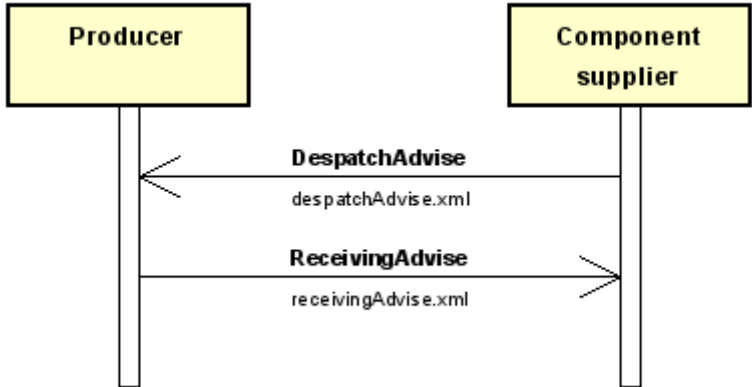 Producer
Component
supplier
DespatchAdvise
despatchAdvise.xml
ReceivingAdvise
receivingAdvise.xml